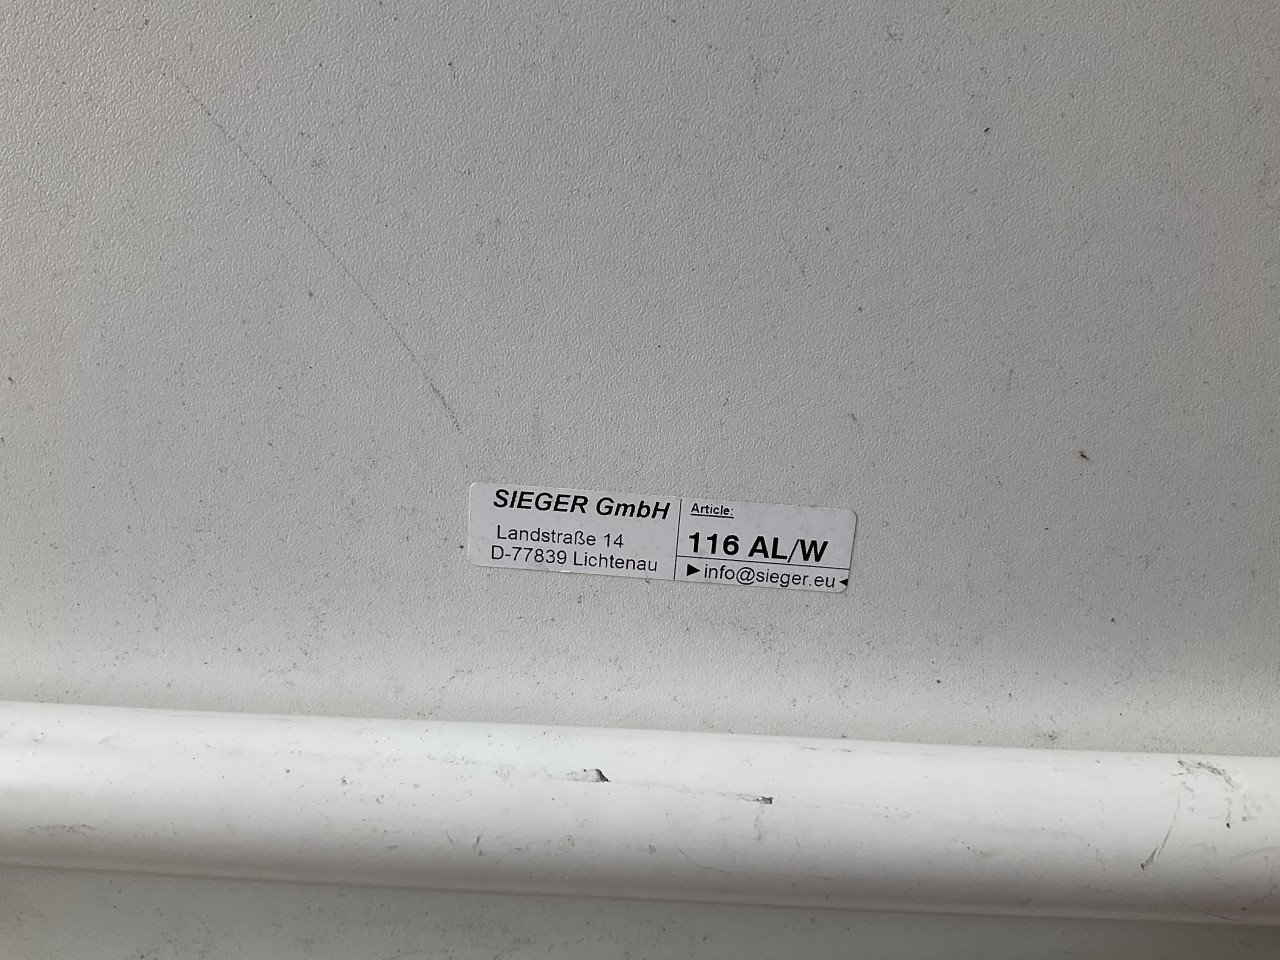 SIEGER GmbH
Landstraße 14
D-77839 Lichtenau
Article:
116 AL/W
►info@sieger.eu◄